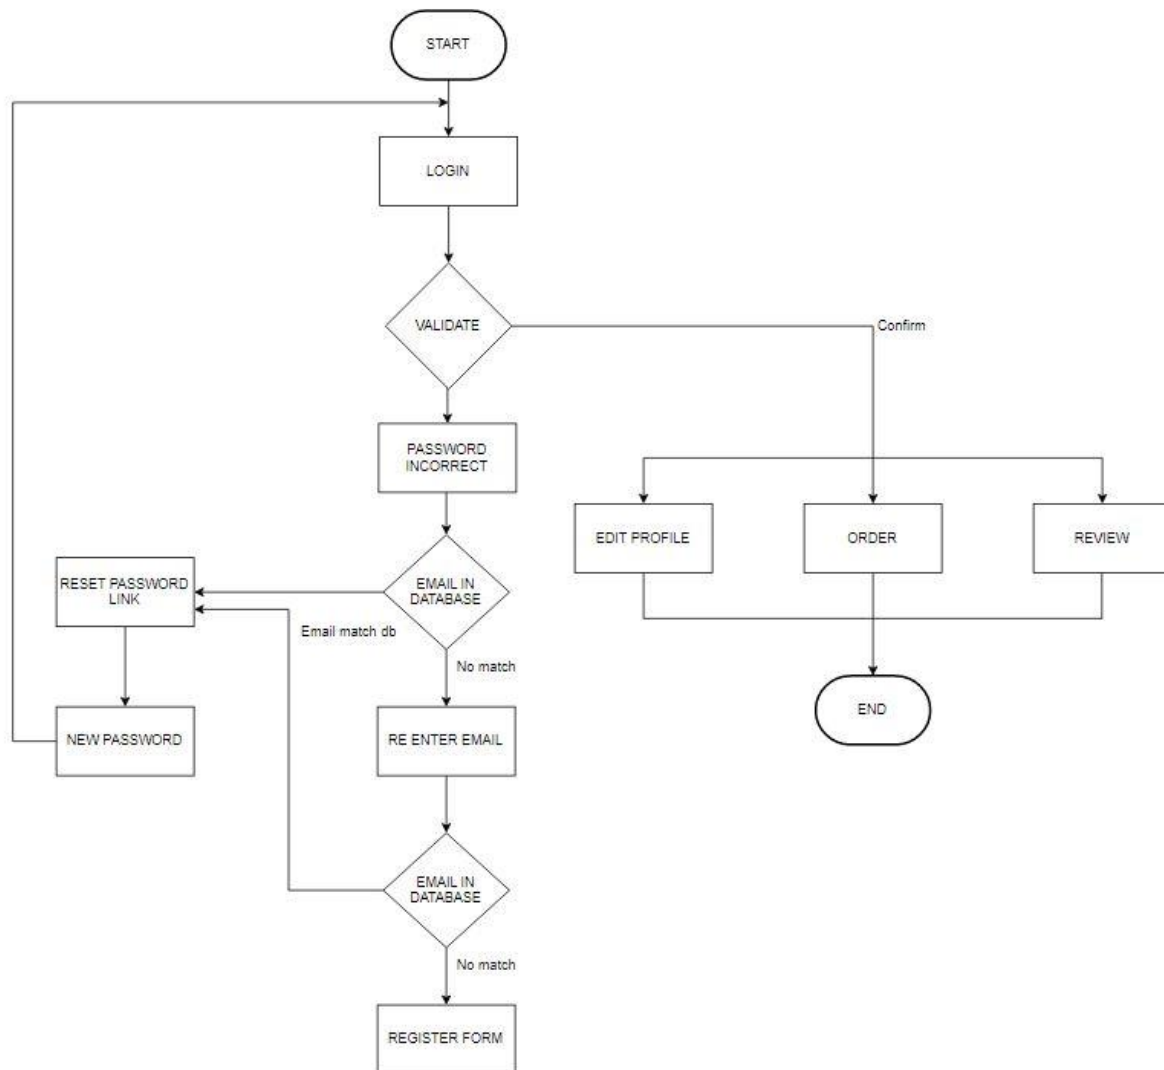 START
LOGIN
VALIDATE
Confirm
PASSWORD
INCORRECT
EDIT PROFILE
ORDER
REVIEW
RESET PASSWORD
LINK
EMAIL IN
DATABASE
Email match db
No match
END
NEW PASSWORD
RE ENTER EMAIL
EMAIL IN
DATABASE
No match
REGISTER FORM